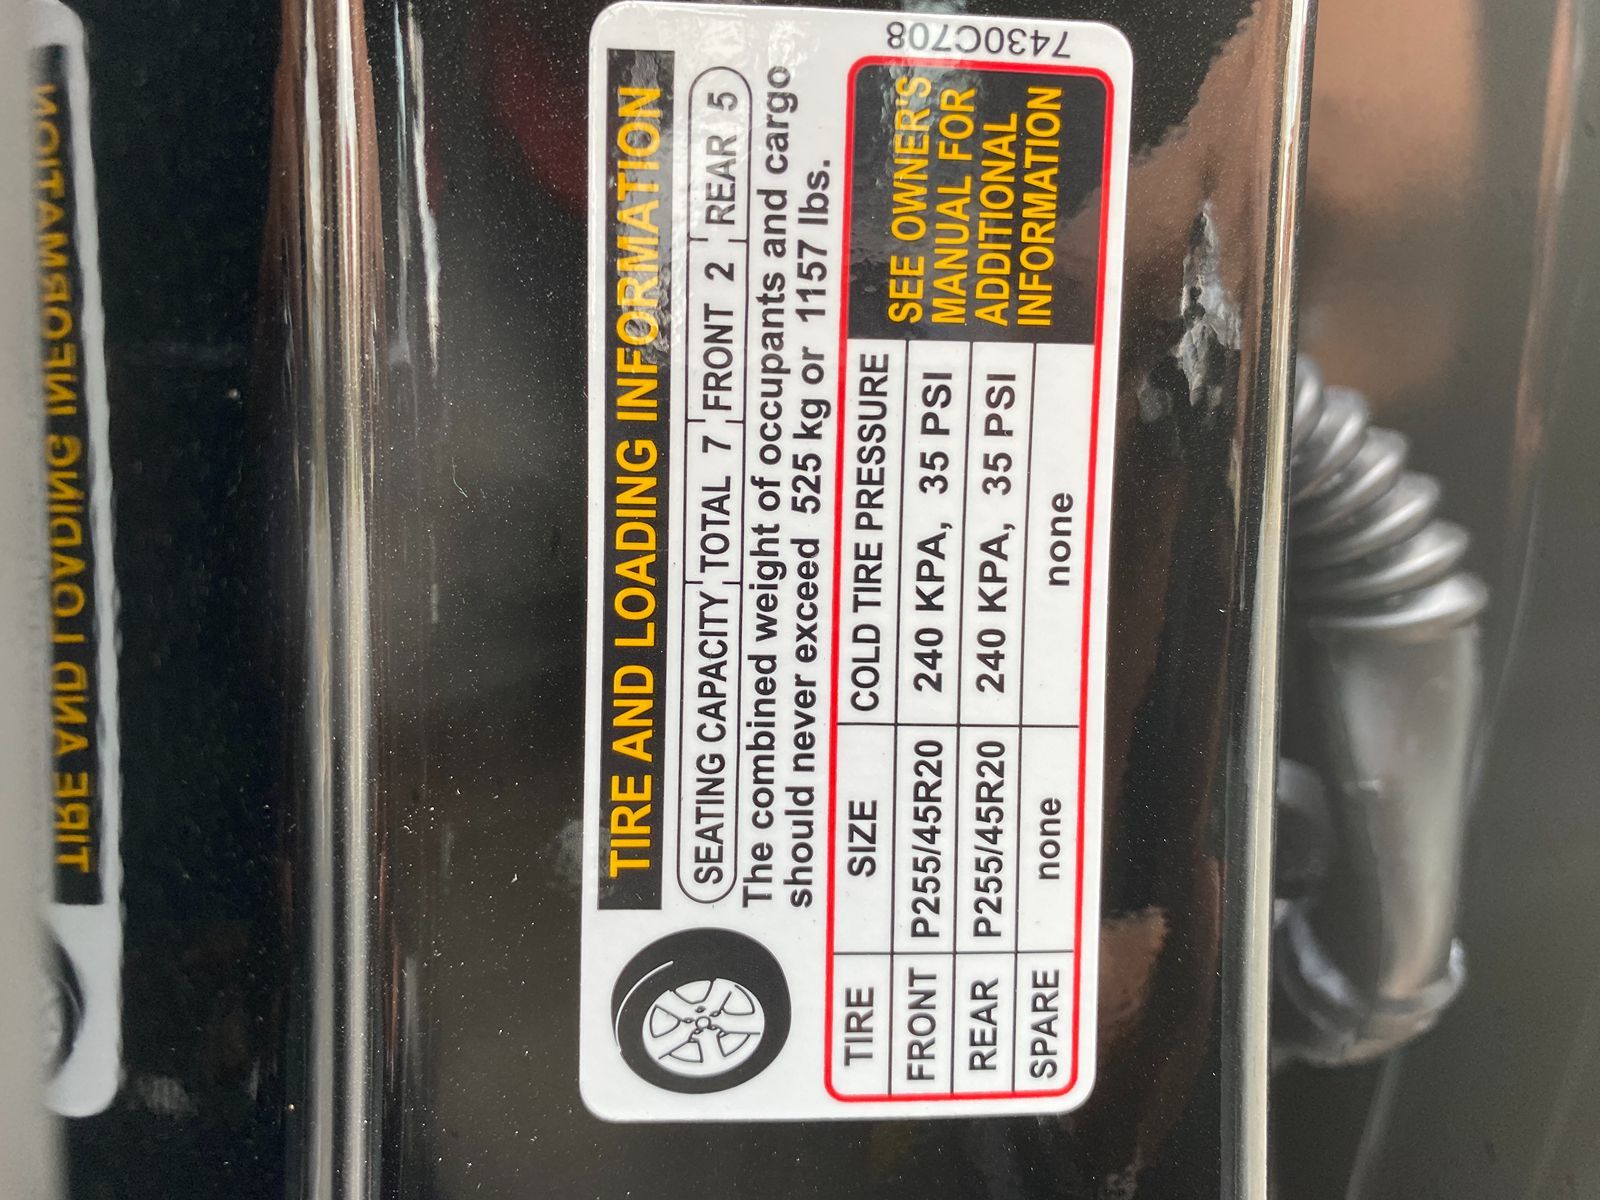 TIRE AND LOADING INFORMATION
SEATING CAPACITY TOTAL 7 FRONT 2 REAR 5
The combined weight of occupants and cargo
should never exceed 525 kg or 1157 lbs.
TIRE SIZE COLD TIRE PRESSURE
FRONT P255/45R20 240 KPA, 35 PSI
REAR P255/45R20 240 KPA, 35 PSI
SPARE none none
SEE OWNER'S
MANUAL FOR
ADDITIONAL
INFORMATION
7430C708
TIRE AND LOADING INFORMATION